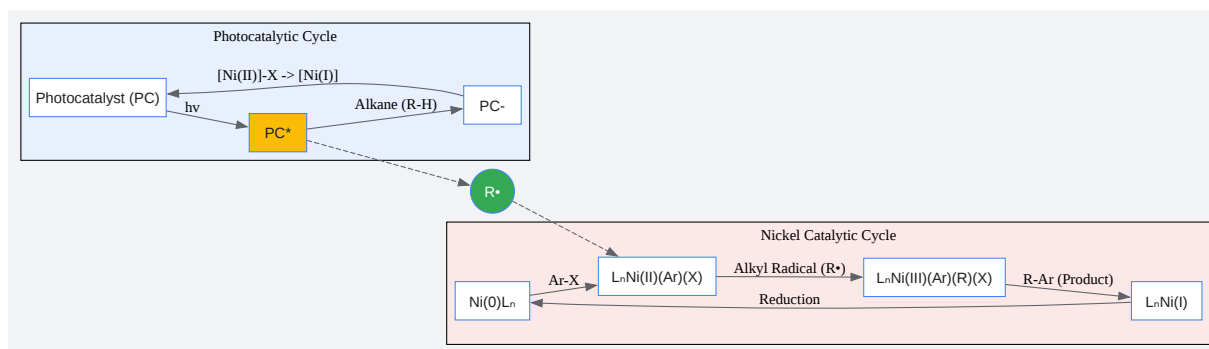 Photocatalytic Cycle
[Ni(II)]-X -> [Ni(I)]
Photocatalyst (PC)
hν
Alkane (R-H)
PC-
PC*
R•
Nickel Catalytic Cycle
LₙNi(II)(Ar)(X)
Alkyl Radical (R•)
LₙNi(III)(Ar)(R)(X)
R-Ar (Product)
Ar-X
Ni(0)Lₙ
Reduction
LₙNi(I)